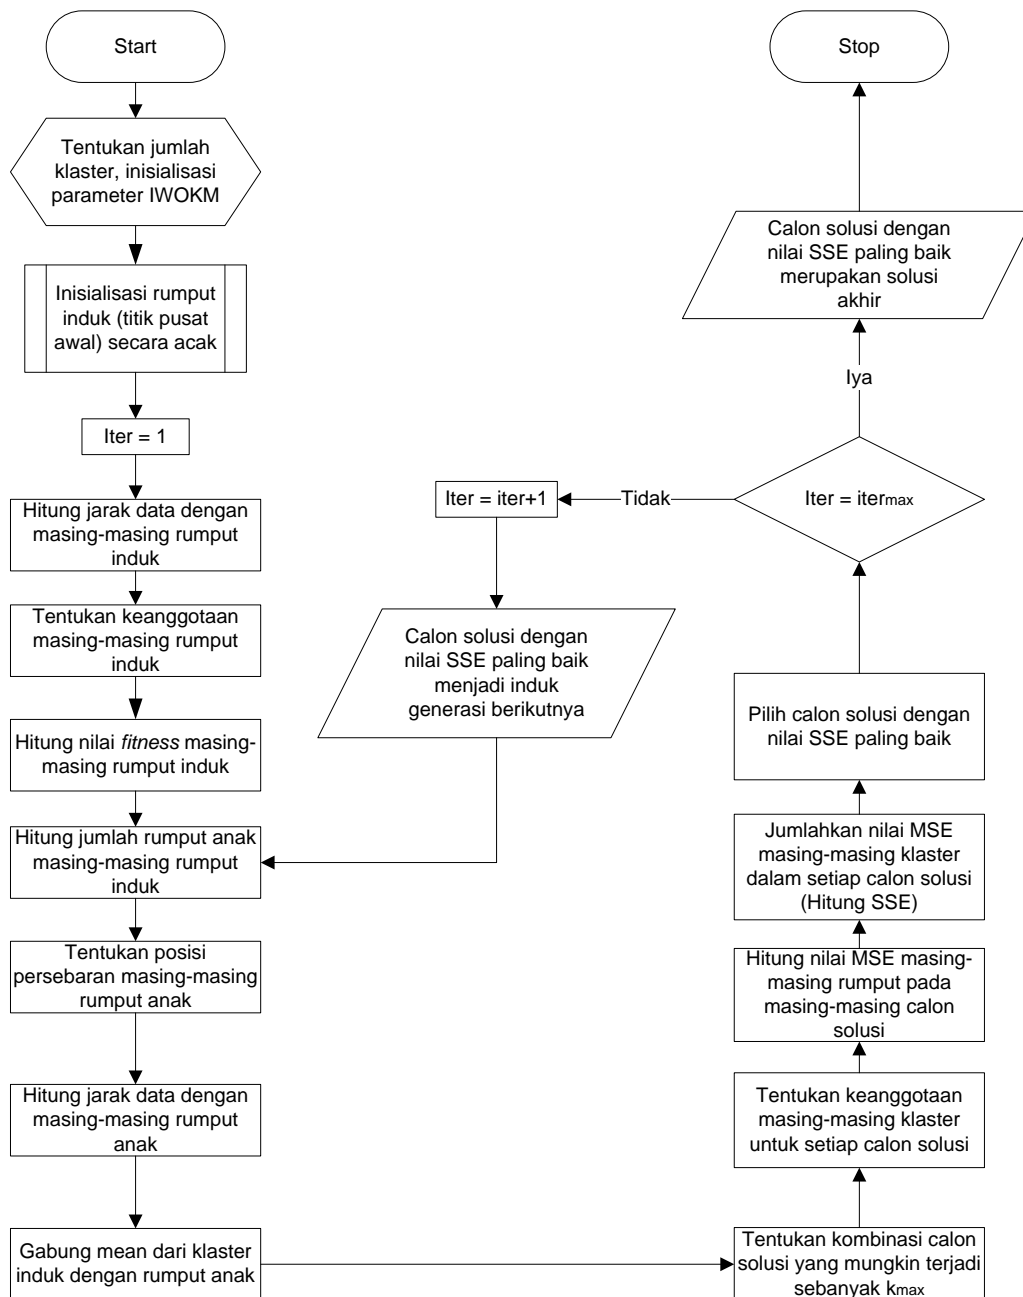 Start
Tentukan jumlah
klaster, inisialisasi
parameter IWOKM
Inisialisasi rumput
induk (titik pusat
awal) secara acak
Iter = 1
Hitung jarak data dengan
masing-masing rumput
induk
Tentukan keanggotaan
masing-masing rumput
induk
Hitung nilai fitness masing-
masing rumput induk
Hitung jumlah rumput anak
masing-masing rumput
induk
Tentukan posisi
persebaran masing-masing
rumput anak
Hitung jarak data dengan
masing-masing rumput
anak
Gabung mean dari klaster
induk dengan rumput anak
Tentukan kombinasi calon
solusi yang mungkin terjadi
sebanyak kmax
Tentukan keanggotaan
masing-masing klaster
untuk setiap calon solusi
Hitung nilai MSE masing-
masing rumput pada
masing-masing calon
solusi
Jumlahkan nilai MSE
masing-masing klaster
dalam setiap calon solusi
(Hitung SSE)
Pilih calon solusi dengan
nilai SSE paling baik
Iter = itermax
Tidak
Iter = iter+1
Calon solusi dengan
nilai SSE paling baik
menjadi induk
generasi berikutnya
Iya
Calon solusi dengan
nilai SSE paling baik
merupakan solusi
akhir
Stop